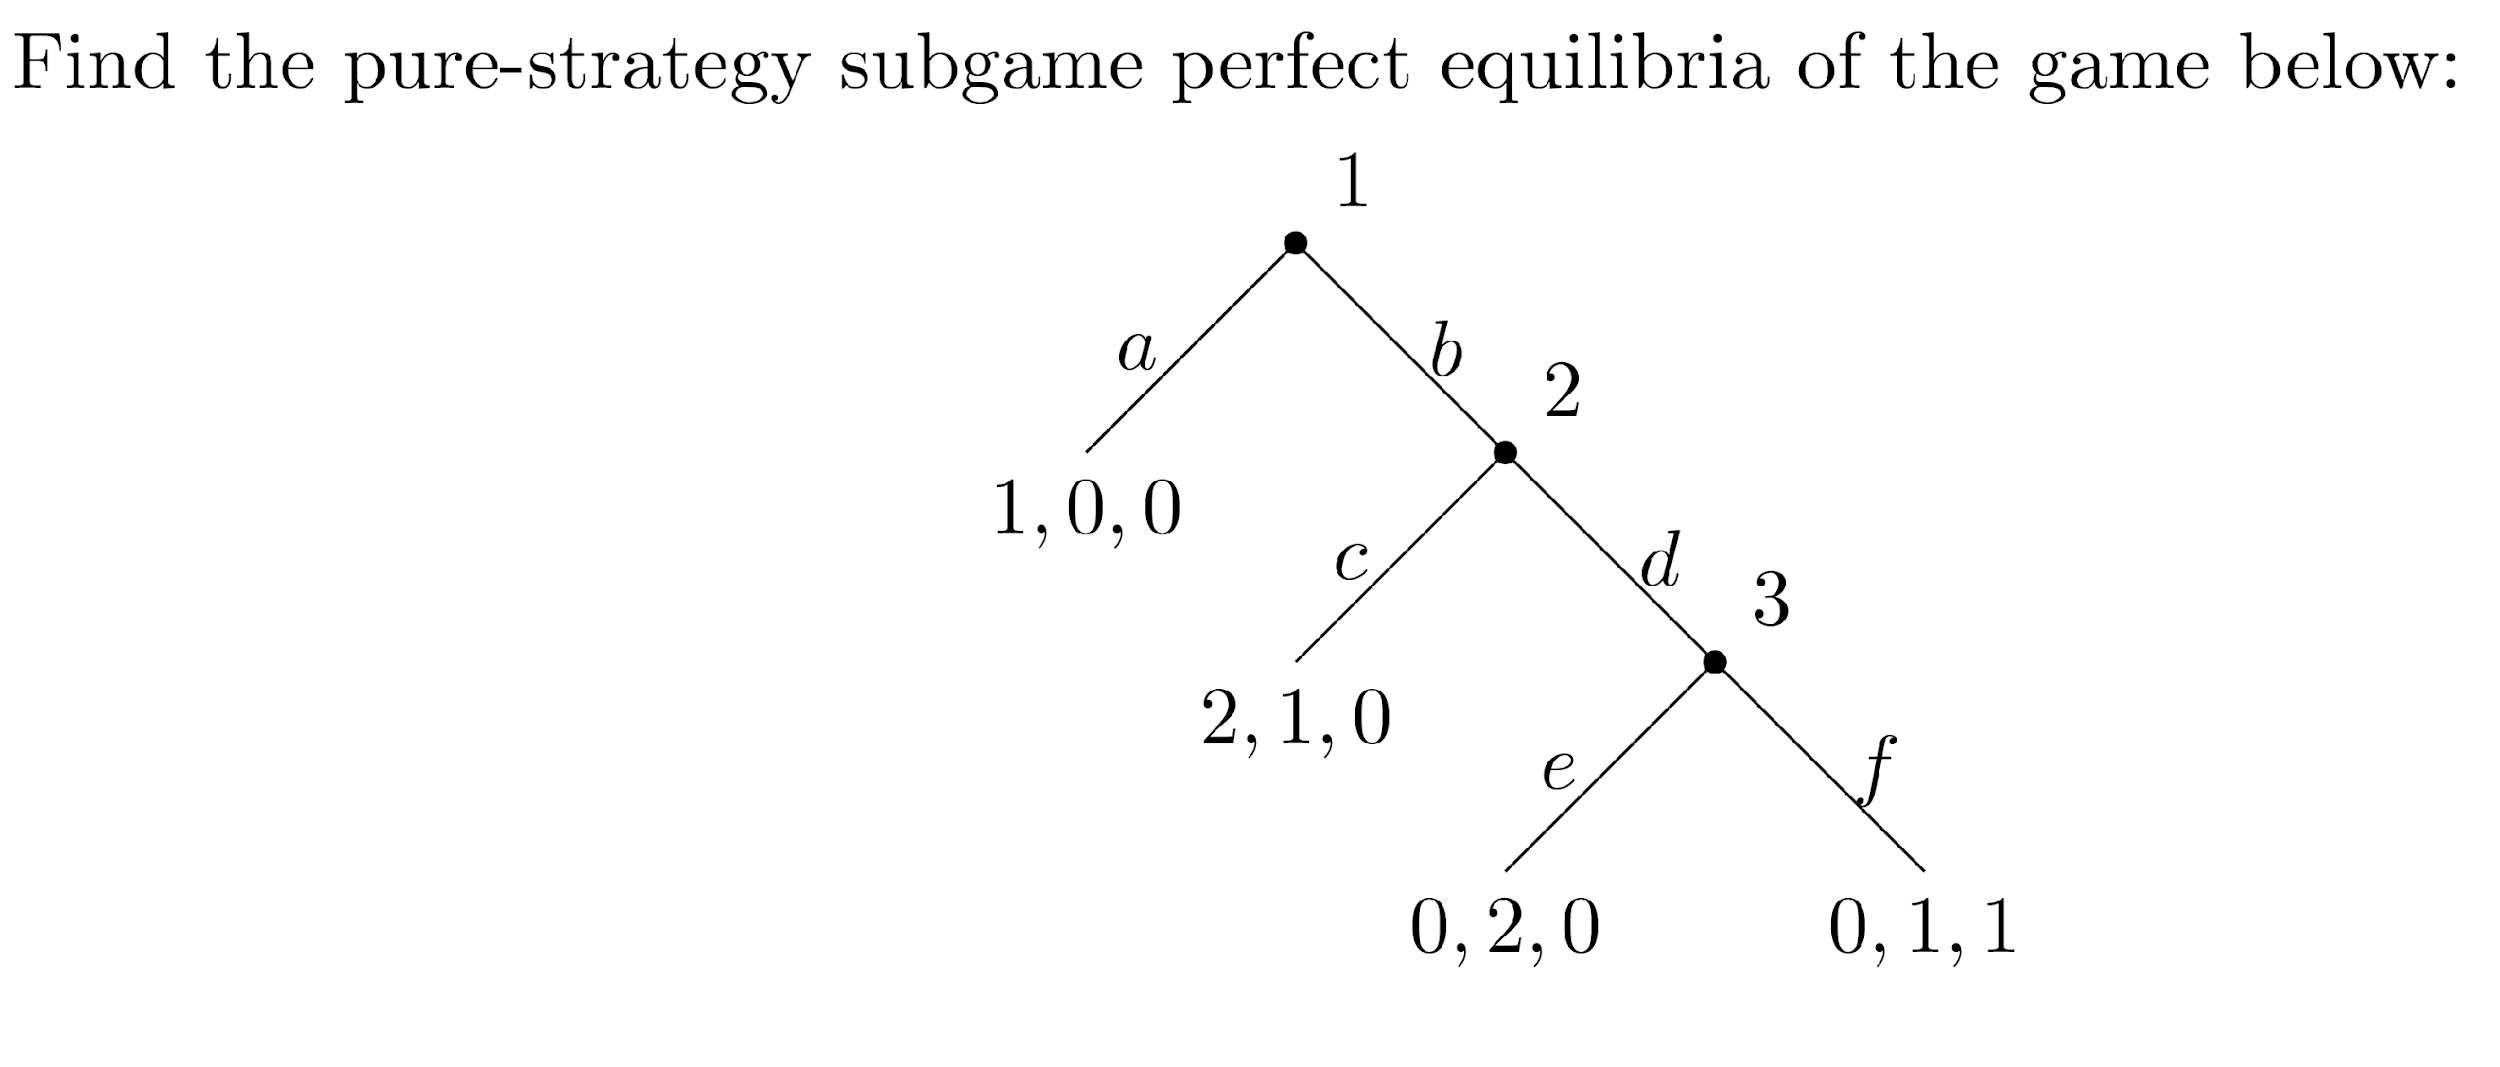 Find the pure-strategy subgame perfect equilibria of the game below:
1
a
b
2
1, 0, 0
c
d
3
2, 1, 0
e
f
0, 2, 0
0, 1, 1